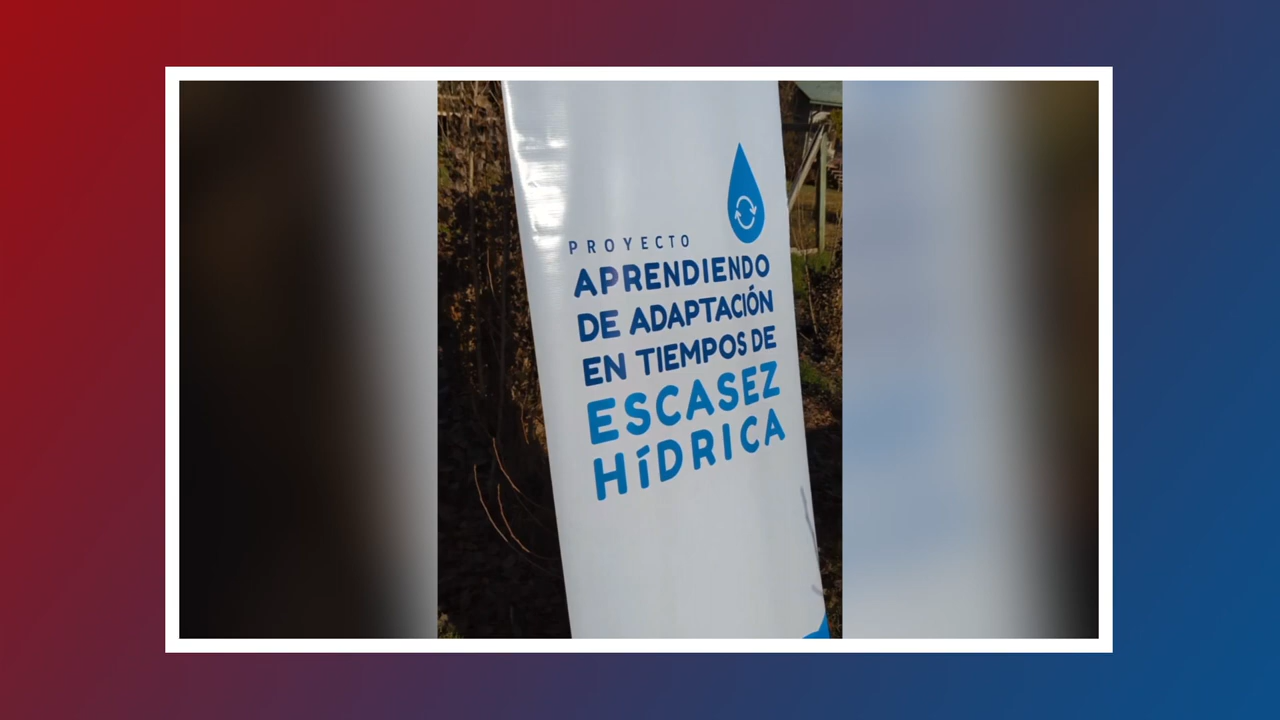 PROYECTO
APRENDIENDO
DE ADAPTACIÓN
EN TIEMPOS DE
ESCASEZ
HÍDRICA